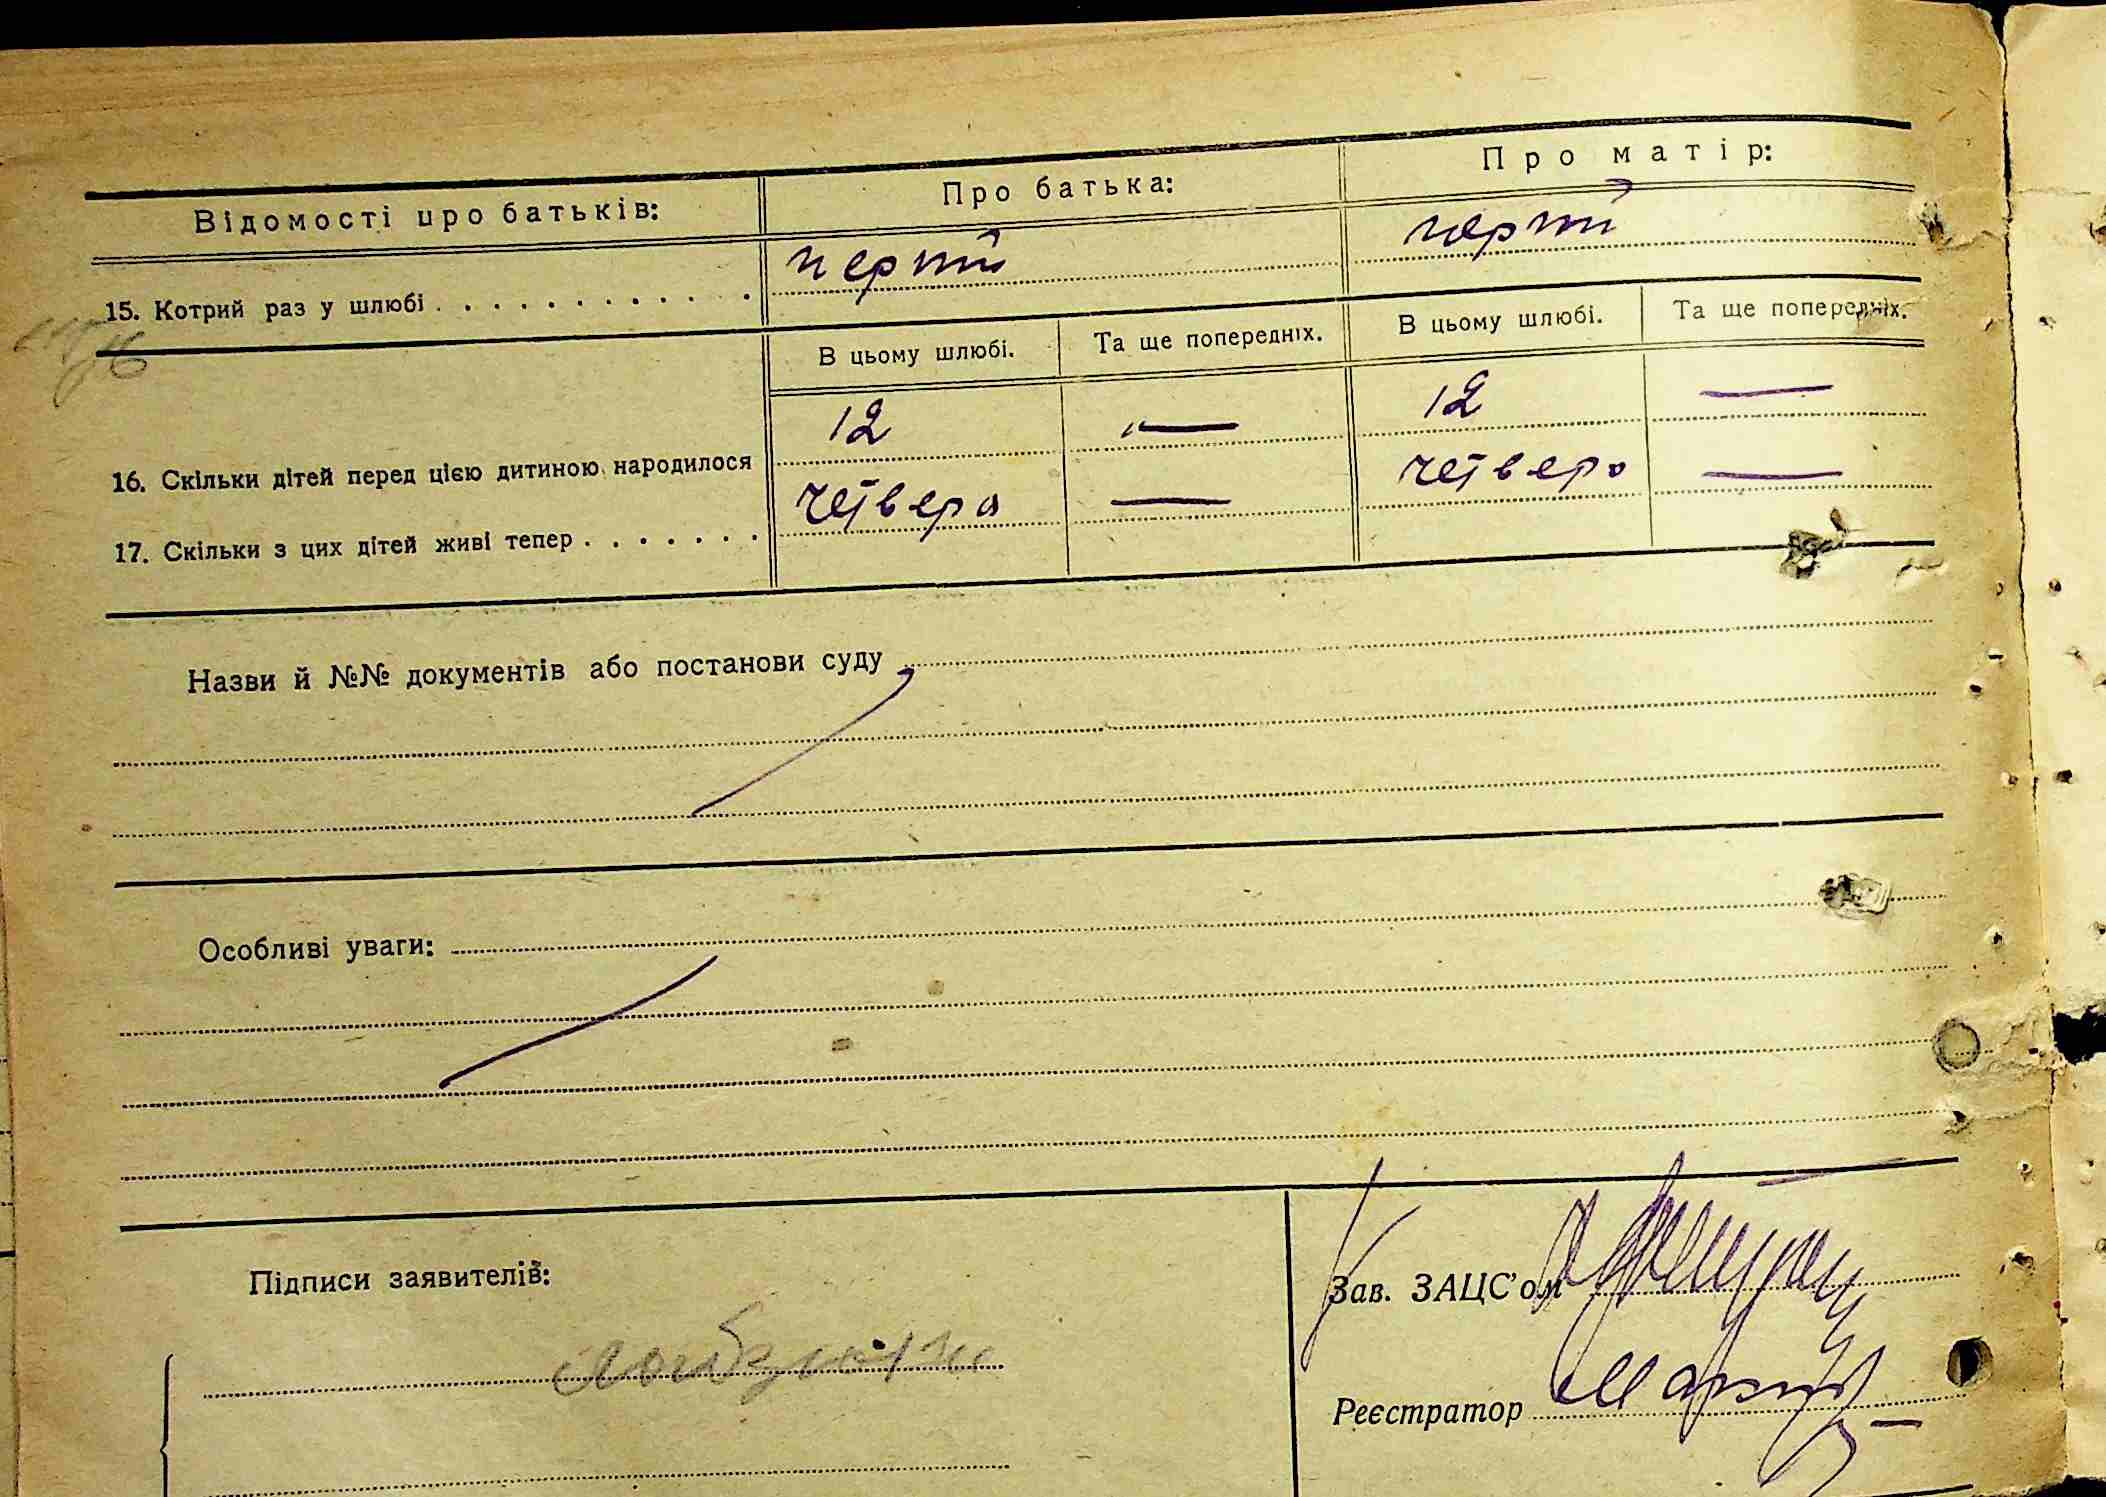 Відомості про батьків:
Про батька:
Про матір:
15. Котрий раз у шлюбі
перший
перший
В цьому шлюбі.
Та ще попередніх.
В цьому шлюбі.
Та ще попередніх.
16. Скільки дітей перед цією дитиною народилося
12
—
12
—
17. Скільки з цих дітей живі тепер
четверо
—
четверо
—
Назви й №№ документів або постанови суду
Особливі уваги:
Підписи заявителів:
Зав. ЗАЦС'ом
Реєстратор